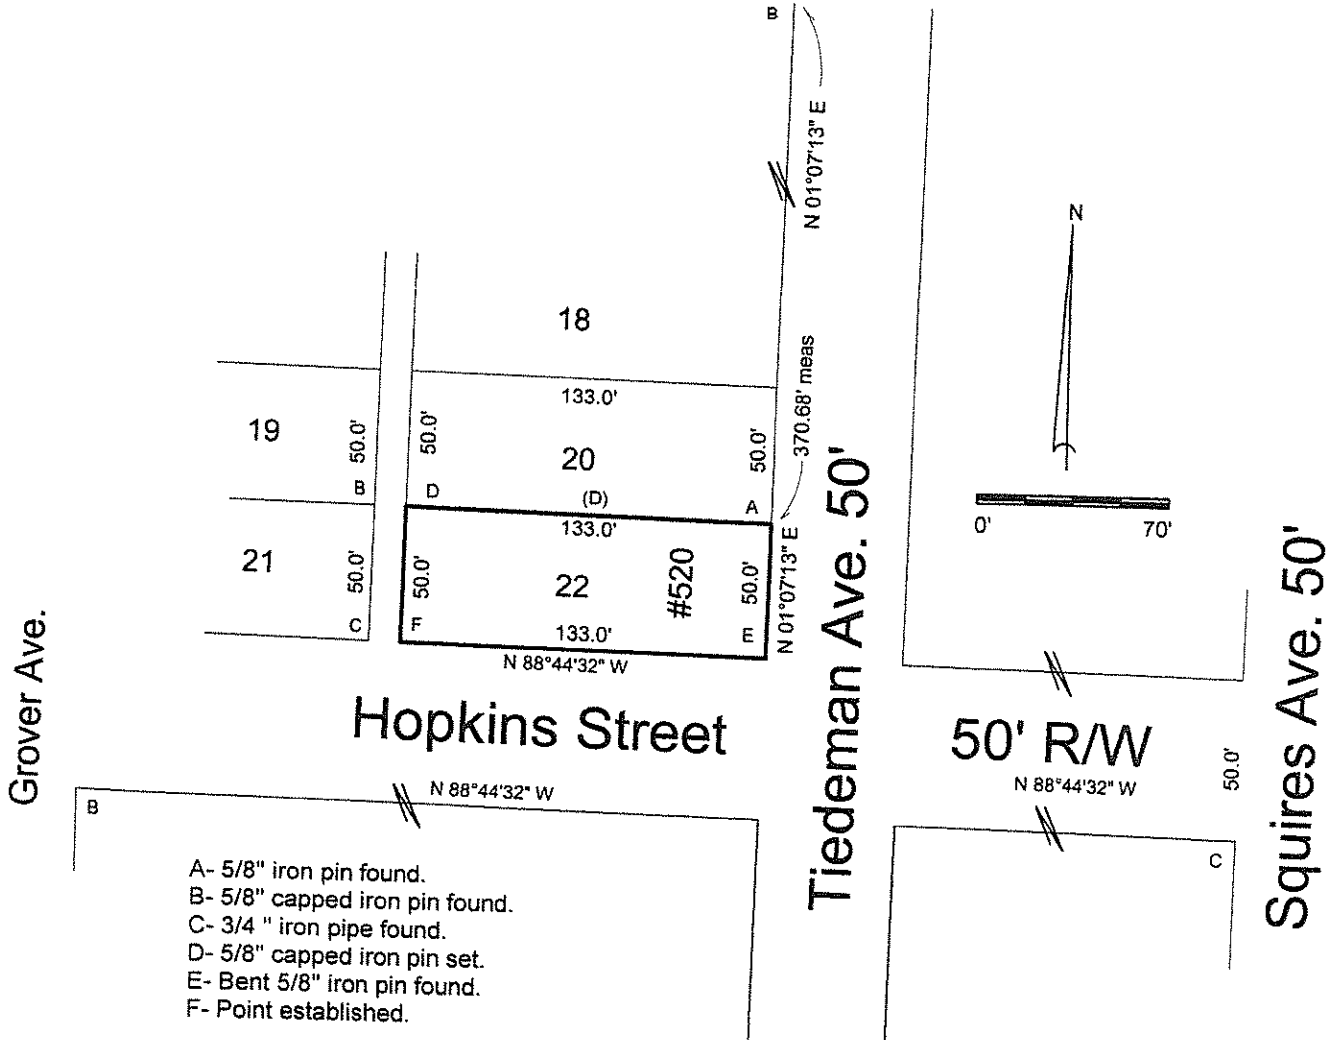 B
N 01°07'13" E
N
18
133.0'
370.68' meas
19
50.0'
50.0'
20
50.0'
B
D
(D)
A
133.0'
0'
70'
21
50.0'
50.0'
22
#520
50.0'
N 01°07'13" E
C
F
133.0'
E
N 88°44'32" W
Tiedeman Ave. 50'
Squires Ave. 50'
Grover Ave.
Hopkins Street
50' R/W
N 88°44'32" W
N 88°44'32" W
50.0'
B
C
A- 5/8" iron pin found.
B- 5/8" capped iron pin found.
C- 3/4 " iron pipe found.
D- 5/8" capped iron pin set.
E- Bent 5/8" iron pin found.
F- Point established.